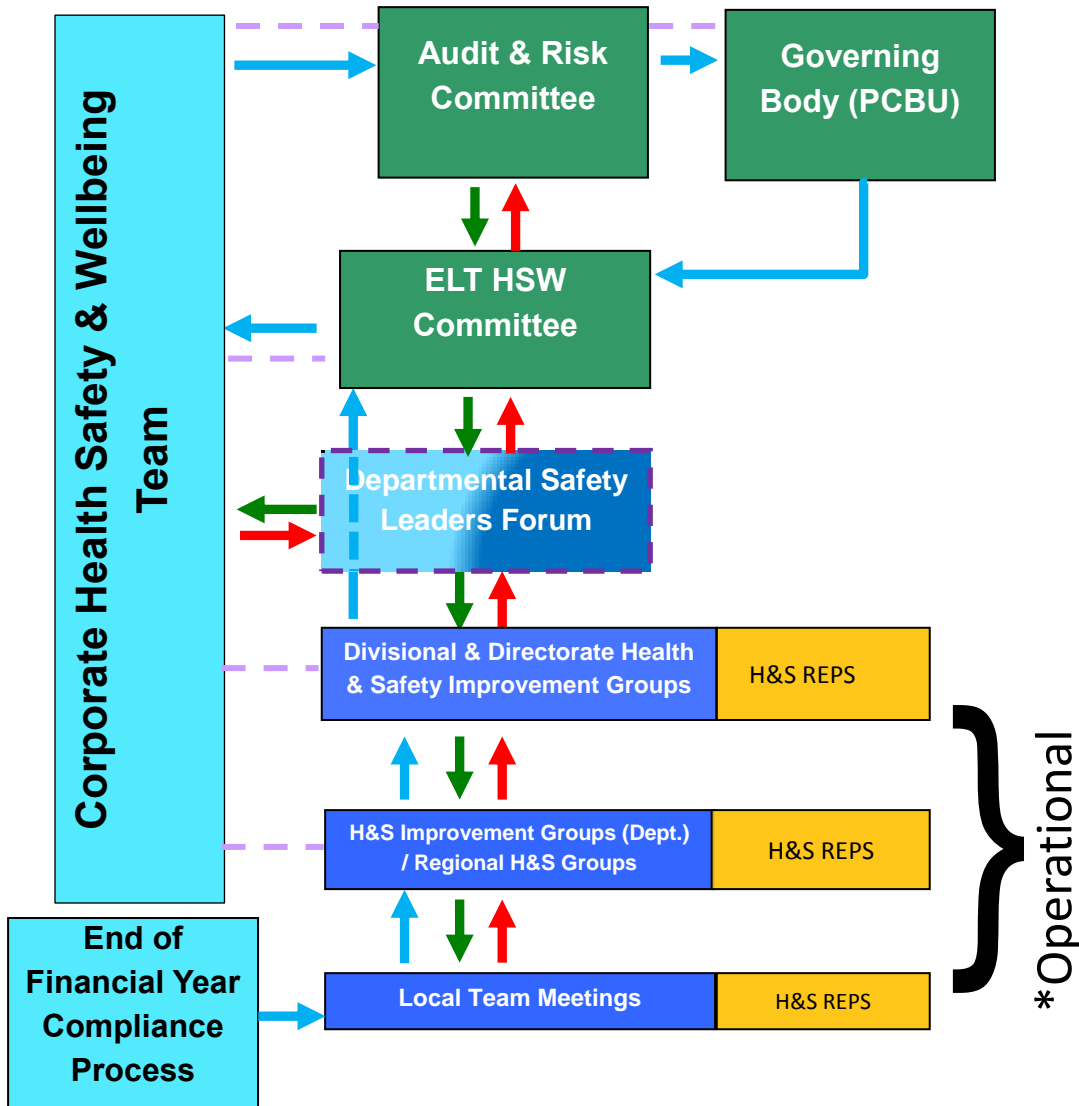 Corporate Health Safety & Wellbeing
Team
Audit & Risk
Committee
Governing
Body (PCBU)
ELT HSW
Committee
Departmental Safety
Leaders Forum
Divisional & Directorate Health
& Safety Improvement Groups
H&S REPS
H&S Improvement Groups (Dept.)
/ Regional H&S Groups
H&S REPS
Local Team Meetings
H&S REPS
*Operational
End of
Financial Year
Compliance
Process